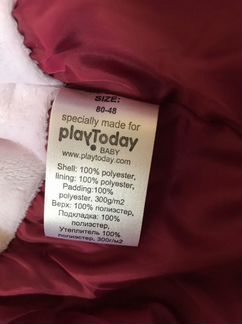 SIZE:
80-48
specially made for
playToday
BABY
www.playtoday.com
Shell: 100% polyester,
lining: 100% polyester,
Padding:100%
polyester, 300g/m2
Верх: 100% полиэстер,
Подкладка: 100%
полиэстер,
Утеплитель 100%
полиэстер, 300г/м2